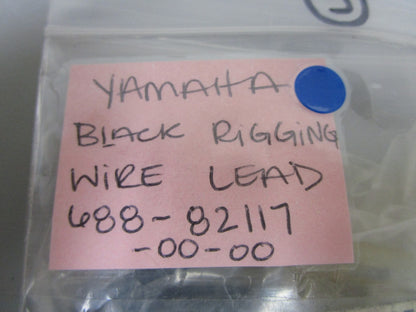 YAMAHA
BLACK RIGGING
WIRE LEAD
688-82117
-00-00